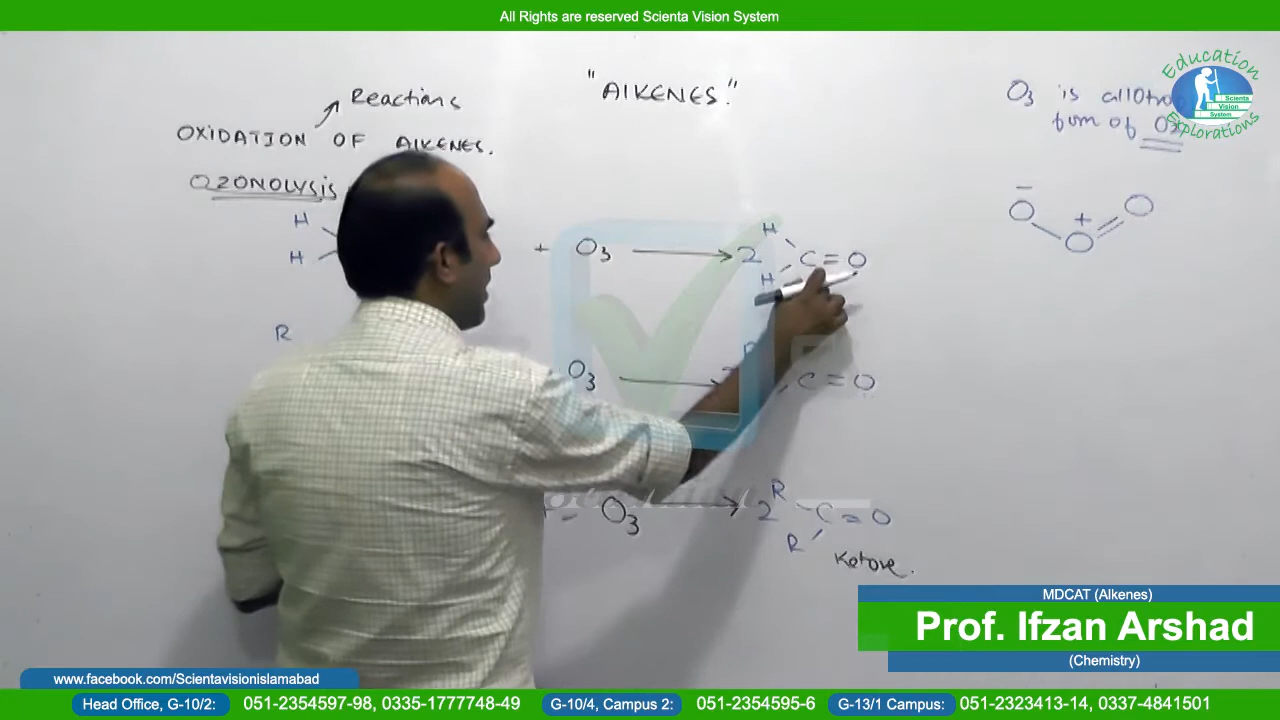 All Rights are reserved Scienta Vision System
"AlKENES."
Reactions
OXIDATION OF AlKENES.
OZONOLYSIS
H
H
+ O3 → 2 H
H
C = O
R
O3 → C = O
O3 → 2 R
R
C = O
Ketone.
O3 is
form of O2
− O
+ O
O
Education
Scienta
Vision
System
Explorations
MDCAT (Alkenes)
Prof. Ifzan Arshad
(Chemistry)
www.facebook.com/Scientavisionislamabad
Head Office, G-10/2: 051-2354597-98, 0335-1777748-49 G-10/4, Campus 2: 051-2354595-6 G-13/1 Campus: 051-2323413-14, 0337-4841501